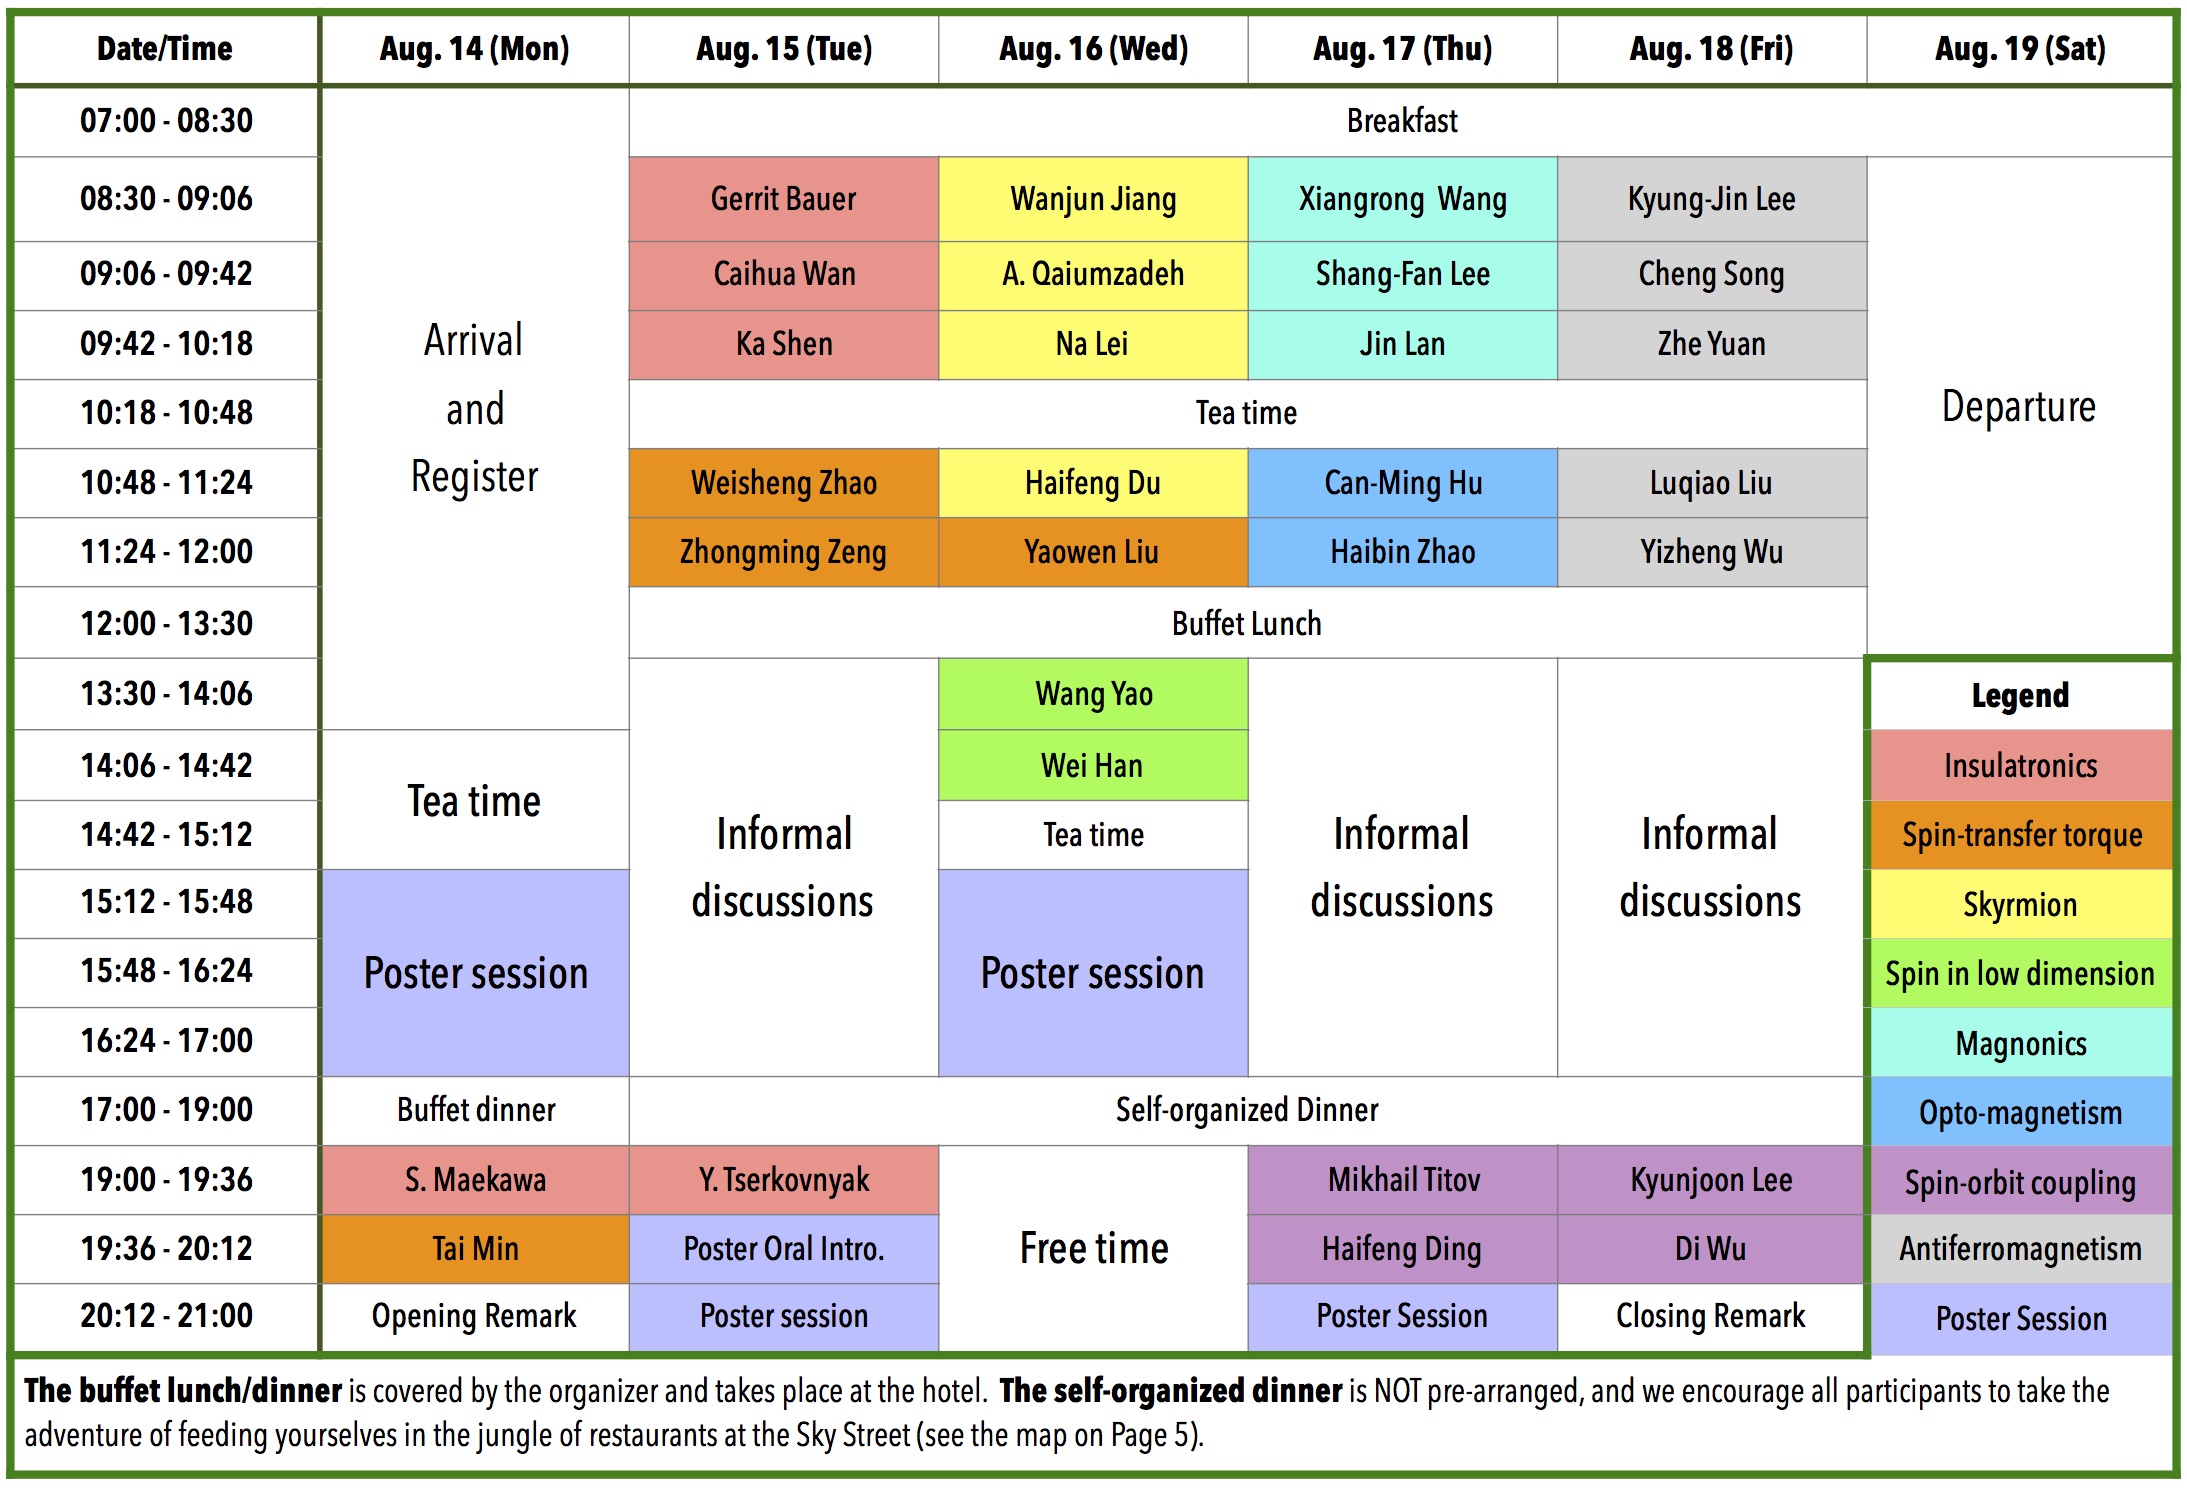 Date/Time Aug. 14 (Mon) Aug. 15 (Tue) Aug. 16 (Wed) Aug. 17 (Thu) Aug. 18 (Fri) Aug. 19 (Sat)
07:00 - 08:30 Breakfast
08:30 - 09:06 Gerrit Bauer Wanjun Jiang Xiangrong Wang Kyung-Jin Lee
09:06 - 09:42 Caihua Wan A. Qaiumzadeh Shang-Fan Lee Cheng Song
09:42 - 10:18 Ka Shen Na Lei Jin Lan Zhe Yuan
Arrival
and
Register
10:18 - 10:48 Tea time
Departure
10:48 - 11:24 Weisheng Zhao Haifeng Du Can-Ming Hu Luqiao Liu
11:24 - 12:00 Zhongming Zeng Yaowen Liu Haibin Zhao Yizheng Wu
12:00 - 13:30 Buffet Lunch
13:30 - 14:06 Wang Yao Legend
14:06 - 14:42 Wei Han Insulatronics
Tea time
14:42 - 15:12 Tea time Spin-transfer torque
Informal
discussions
Informal
discussions
Informal
discussions
15:12 - 15:48 Skyrmion
15:48 - 16:24 Poster session Poster session Spin in low dimension
16:24 - 17:00 Magnonics
17:00 - 19:00 Buffet dinner Self-organized Dinner Opto-magnetism
19:00 - 19:36 S. Maekawa Y. Tserkovnyak Mikhail Titov Kyunjoon Lee Spin-orbit coupling
19:36 - 20:12 Tai Min Poster Oral Intro. Free time Haifeng Ding Di Wu Antiferromagnetism
20:12 - 21:00 Opening Remark Poster session Poster Session Closing Remark Poster Session
The buffet lunch/dinner is covered by the organizer and takes place at the hotel. The self-organized dinner is NOT pre-arranged, and we encourage all participants to take the
adventure of feeding yourselves in the jungle of restaurants at the Sky Street (see the map on Page 5).